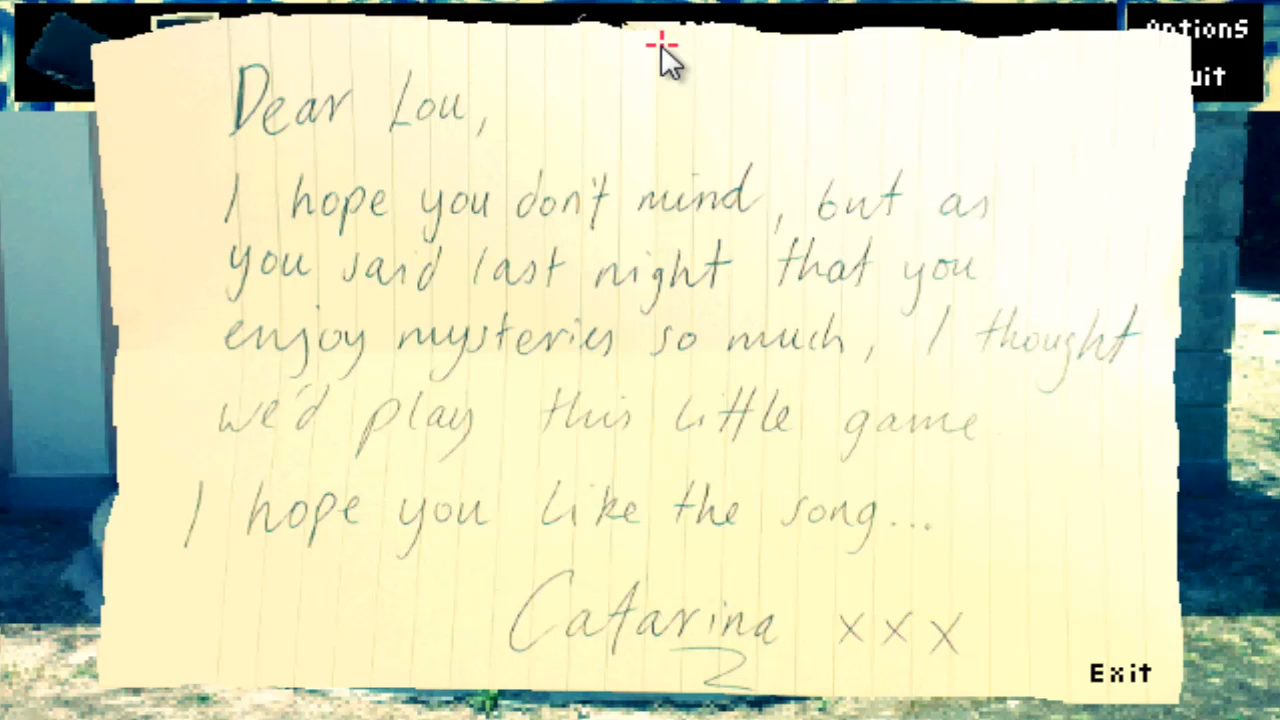 Options
Quit
Dear Lou,
I hope you don't mind, but as
you said last night that you
enjoy mysteries so much, I thought
we'd play this little game
I hope you like the song...
Catarina xxx
Exit